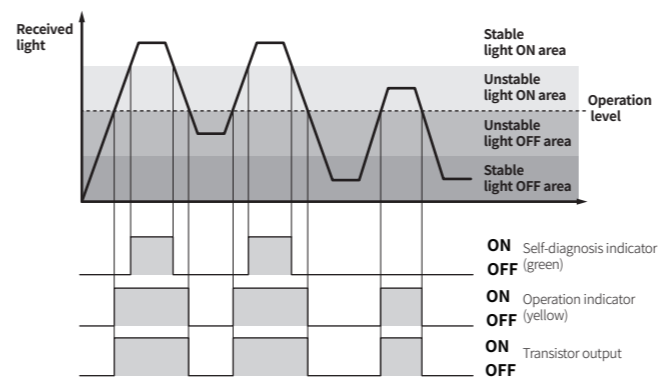 Received
light
Stable
light ON area
Unstable
light ON area
Operation
level
Unstable
light OFF area
Stable
light OFF area
ON
Self-diagnosis indicator
OFF
(green)
ON
Operation indicator
OFF
(yellow)
ON
Transistor output
OFF